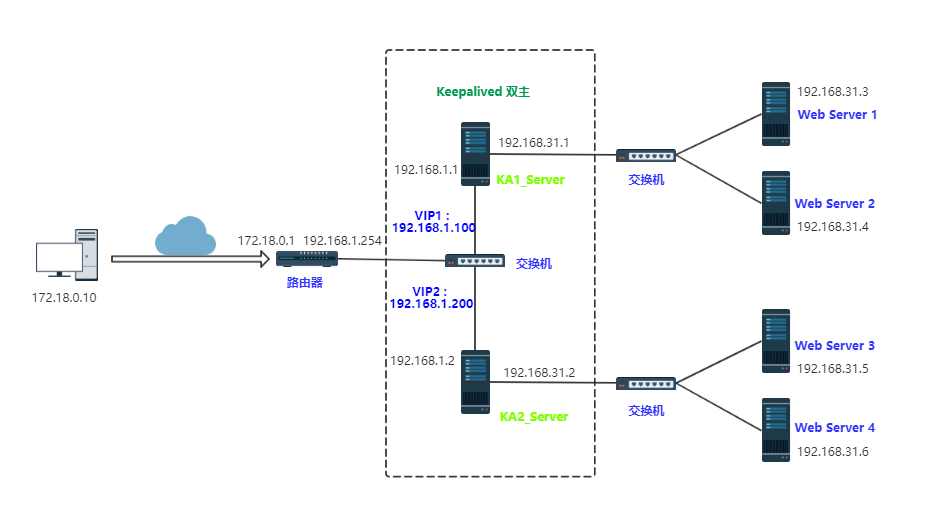 Keepalived 双主
192.168.31.3
Web Server 1
192.168.31.1
192.168.1.1
KA1_Server
交换机
Web Server 2
192.168.31.4
VIP1：
192.168.1.100
172.18.0.1
192.168.1.254
交换机
路由器
172.18.0.10
VIP2：
192.168.1.200
Web Server 3
192.168.31.5
192.168.1.2
192.168.31.2
KA2_Server
交换机
Web Server 4
192.168.31.6